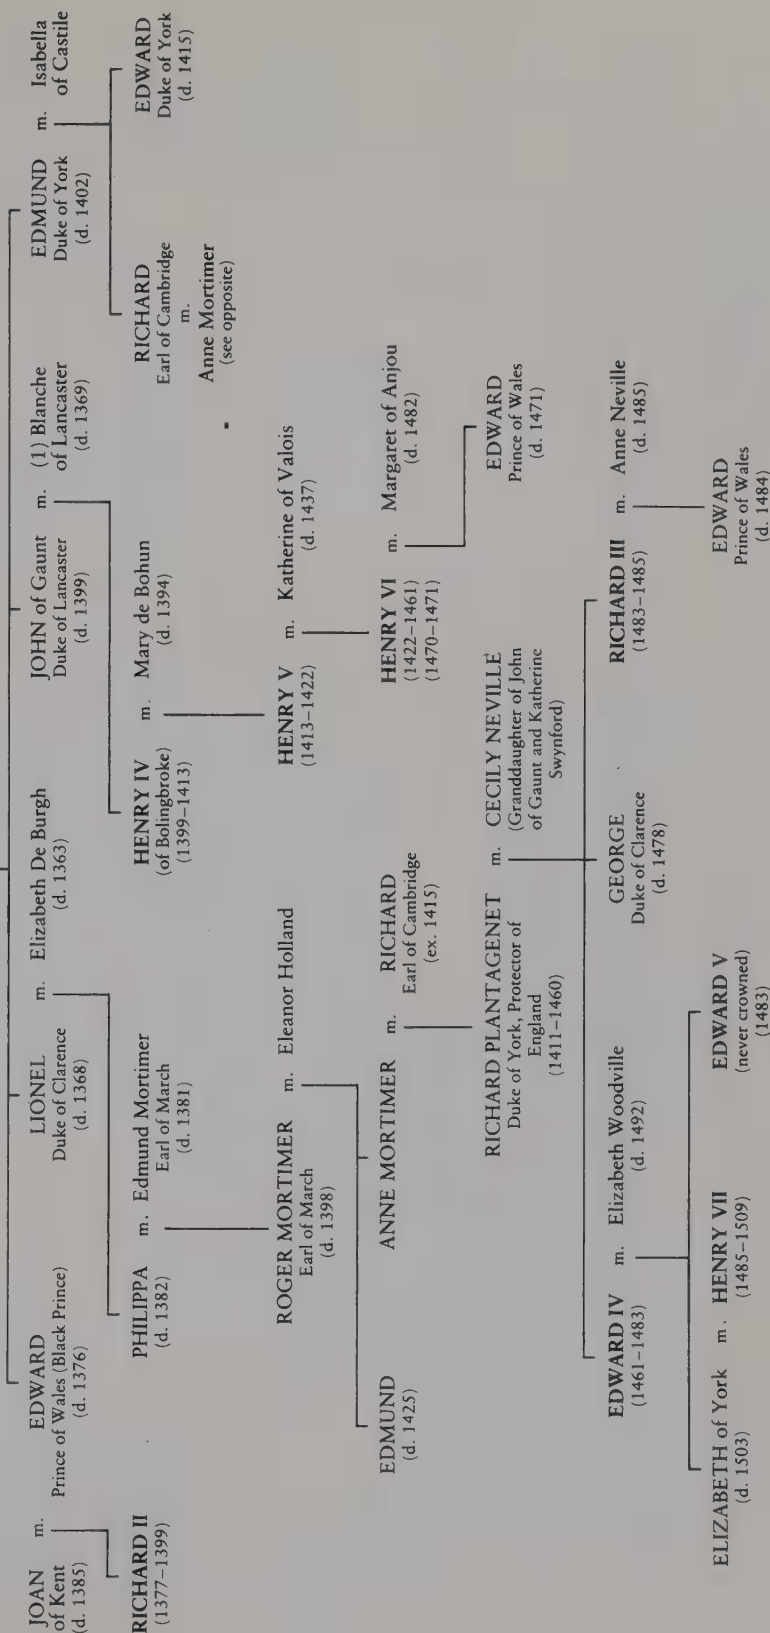 JOAN
of Kent
(d. 1385)
m.
EDWARD
Prince of Wales (Black Prince)
(d. 1376)
LIONEL
Duke of Clarence
(d. 1368)
m.
Elizabeth De Burgh
(d. 1363)
JOHN of Gaunt
Duke of Lancaster
(d. 1399)
m.
(1) Blanche
of Lancaster
(d. 1369)
EDMUND
Duke of York
(d. 1402)
m.
Isabella
of Castile
RICHARD II
(1377–1399)
PHILIPPA
(d. 1382)
m.
Edmund Mortimer
Earl of March
(d. 1381)
HENRY IV
(of Bolingbroke)
(1399–1413)
m.
Mary de Bohun
(d. 1394)
RICHARD
Earl of Cambridge
m.
Anne Mortimer
(see opposite)
EDWARD
Duke of York
(d. 1415)
ROGER MORTIMER
Earl of March
(d. 1398)
m.
Eleanor Holland
HENRY V
(1413–1422)
m.
Katherine of Valois
(d. 1437)
EDMUND
(d. 1425)
ANNE MORTIMER
m.
RICHARD
Earl of Cambridge
(ex. 1415)
HENRY VI
(1422–1461)
(1470–1471)
m.
Margaret of Anjou
(d. 1482)
RICHARD PLANTAGENET
Duke of York, Protector of
England
(1411–1460)
m.
CECILY NEVILLE
(Granddaughter of John
of Gaunt and Katherine
Swynford)
EDWARD
Prince of Wales
(d. 1471)
EDWARD IV
(1461–1483)
m.
Elizabeth Woodville
(d. 1492)
GEORGE
Duke of Clarence
(d. 1478)
RICHARD III
(1483–1485)
m.
Anne Neville
(d. 1485)
ELIZABETH of York
(d. 1503)
m.
HENRY VII
(1485–1509)
EDWARD V
(never crowned)
(1483)
EDWARD
Prince of Wales
(d. 1484)